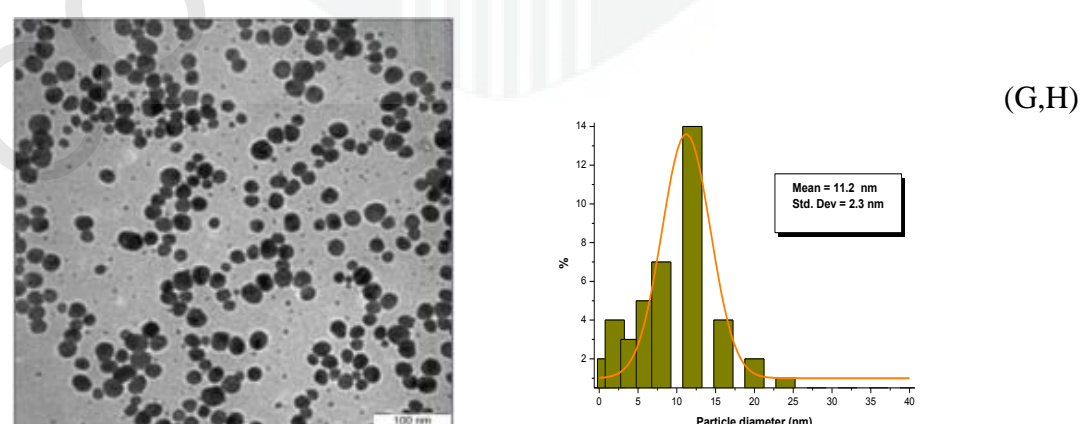 (G,H)
14
12
10
8
6
4
2
%
Mean = 11.2 nm
Std. Dev = 2.3 nm
0 5 10 15 20 25 30 35 40
Particle diameter (nm)
100 nm